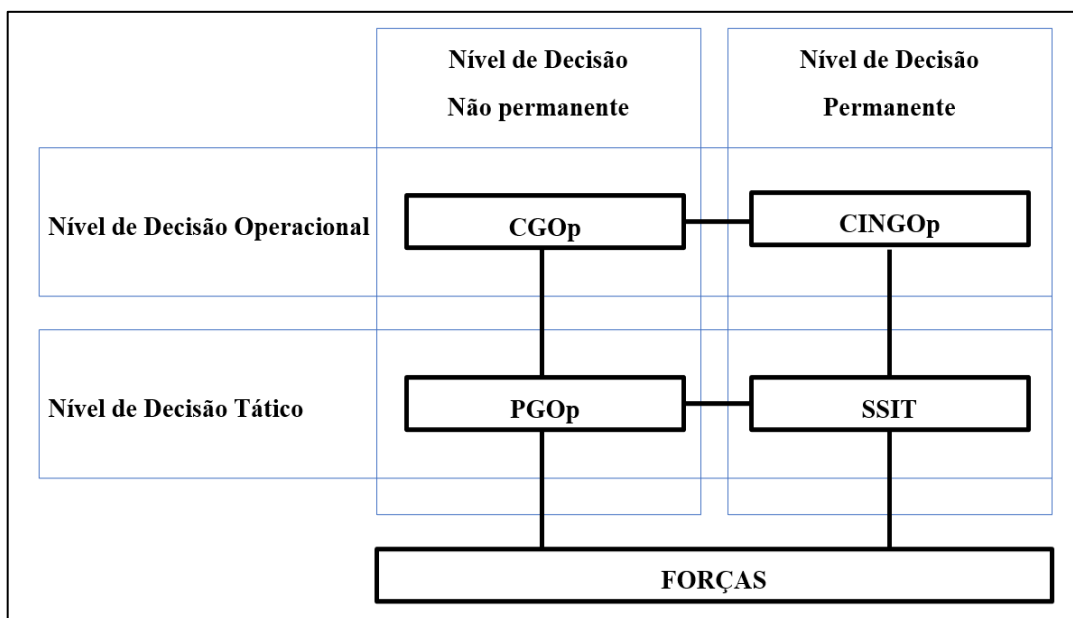 Nível de Decisão
Não permanente
Nível de Decisão
Permanente
Nível de Decisão Operacional
CGOp
CINGOp
Nível de Decisão Tático
PGOp
SSIT
FORÇAS